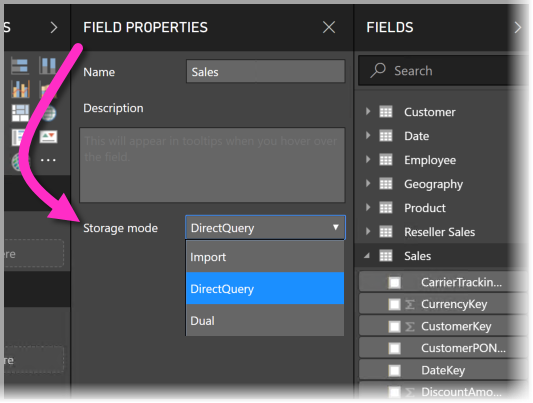 S
FIELD PROPERTIES
FIELDS
Name
Sales
Search
Description
This will appear in tooltips when you hover over
the field.
Customer
Date
Employee
Geography
Product
Reseller Sales
Sales
Storage mode
DirectQuery
Import
DirectQuery
Dual
CarrierTrackin...
CurrencyKey
CustomerKey
CustomerPON...
DateKey
DiscountAmo...
ere
re